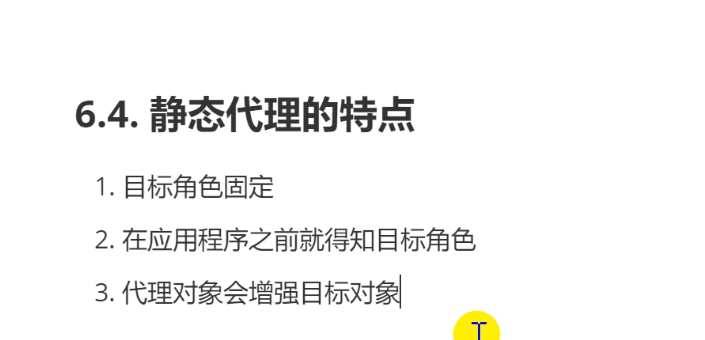 6.4. 静态代理的特点
1. 目标角色固定
2. 在应用程序之前就得知目标角色
3. 代理对象会增强目标对象